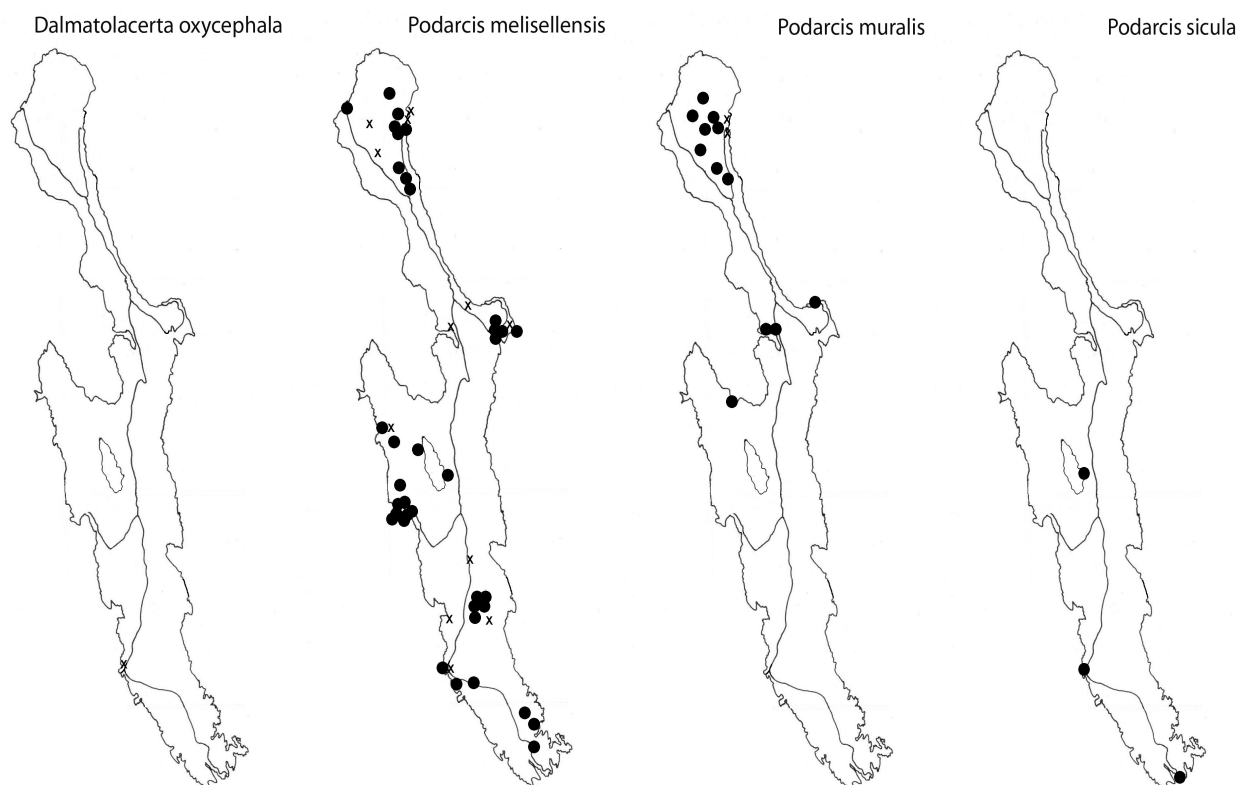 Dalmatolacerta oxycephala
Podarcis melisellensis
Podarcis muralis
Podarcis sicula